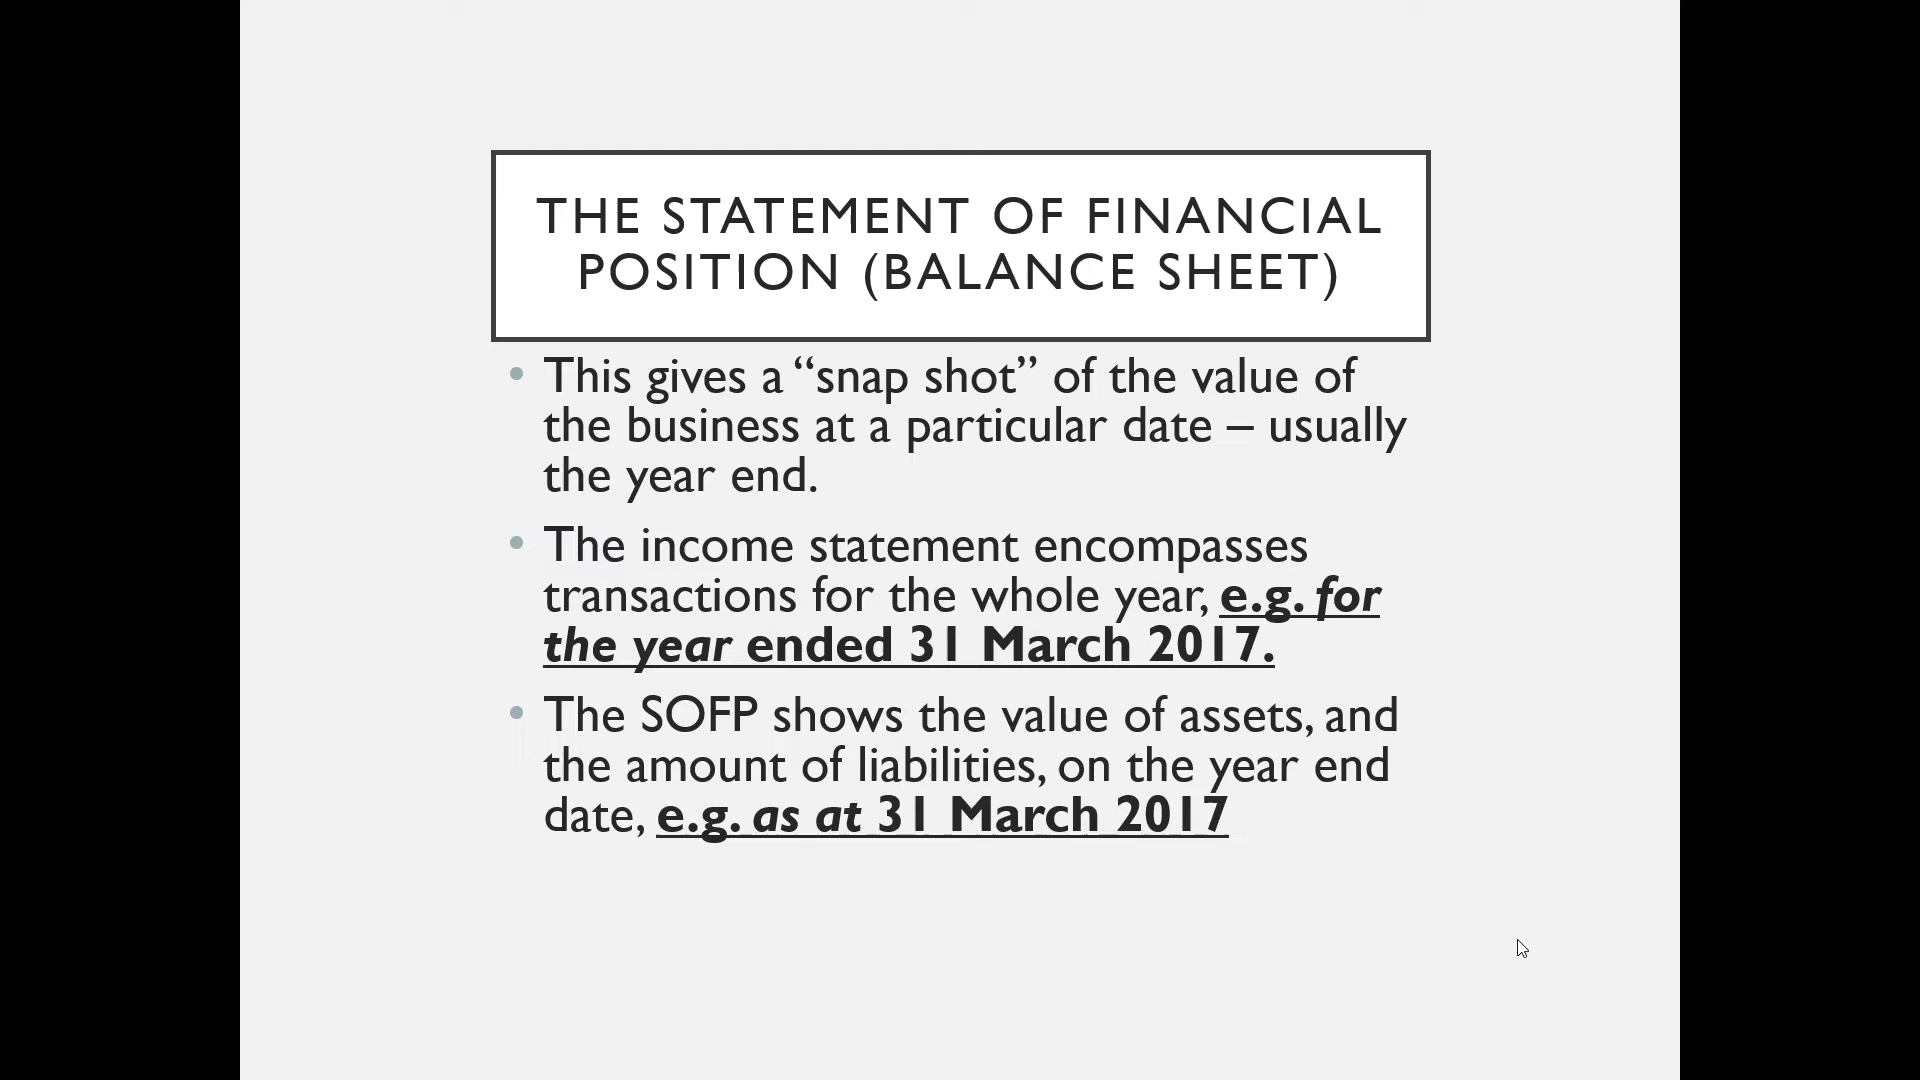 THE STATEMENT OF FINANCIAL
POSITION (BALANCE SHEET)
• This gives a “snap shot” of the value of
the business at a particular date – usually
the year end.
• The income statement encompasses
transactions for the whole year, e.g. for
the year ended 31 March 2017.
• The SOFP shows the value of assets, and
the amount of liabilities, on the year end
date, e.g. as at 31 March 2017